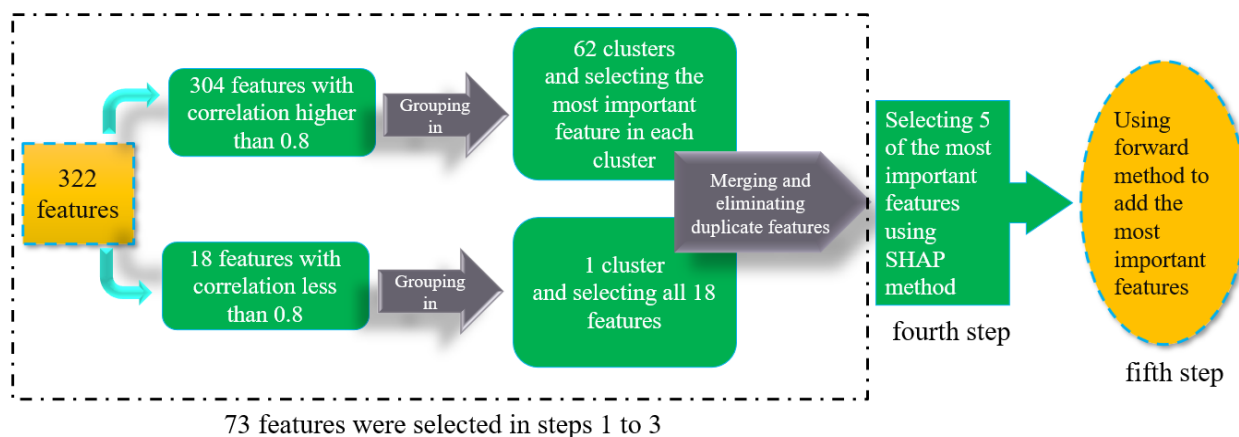 322
features
304 features with
correlation higher
than 0.8
Grouping
in
62 clusters
and selecting the
most important
feature in each
cluster
18 features with
correlation less
than 0.8
Grouping
in
1 cluster
and selecting all 18
features
Merging and
eliminating
duplicate features
Selecting 5
of the most
important
features
using
SHAP
method
fourth step
Using
forward
method to
add the
most
important
features
fifth step
73 features were selected in steps 1 to 3